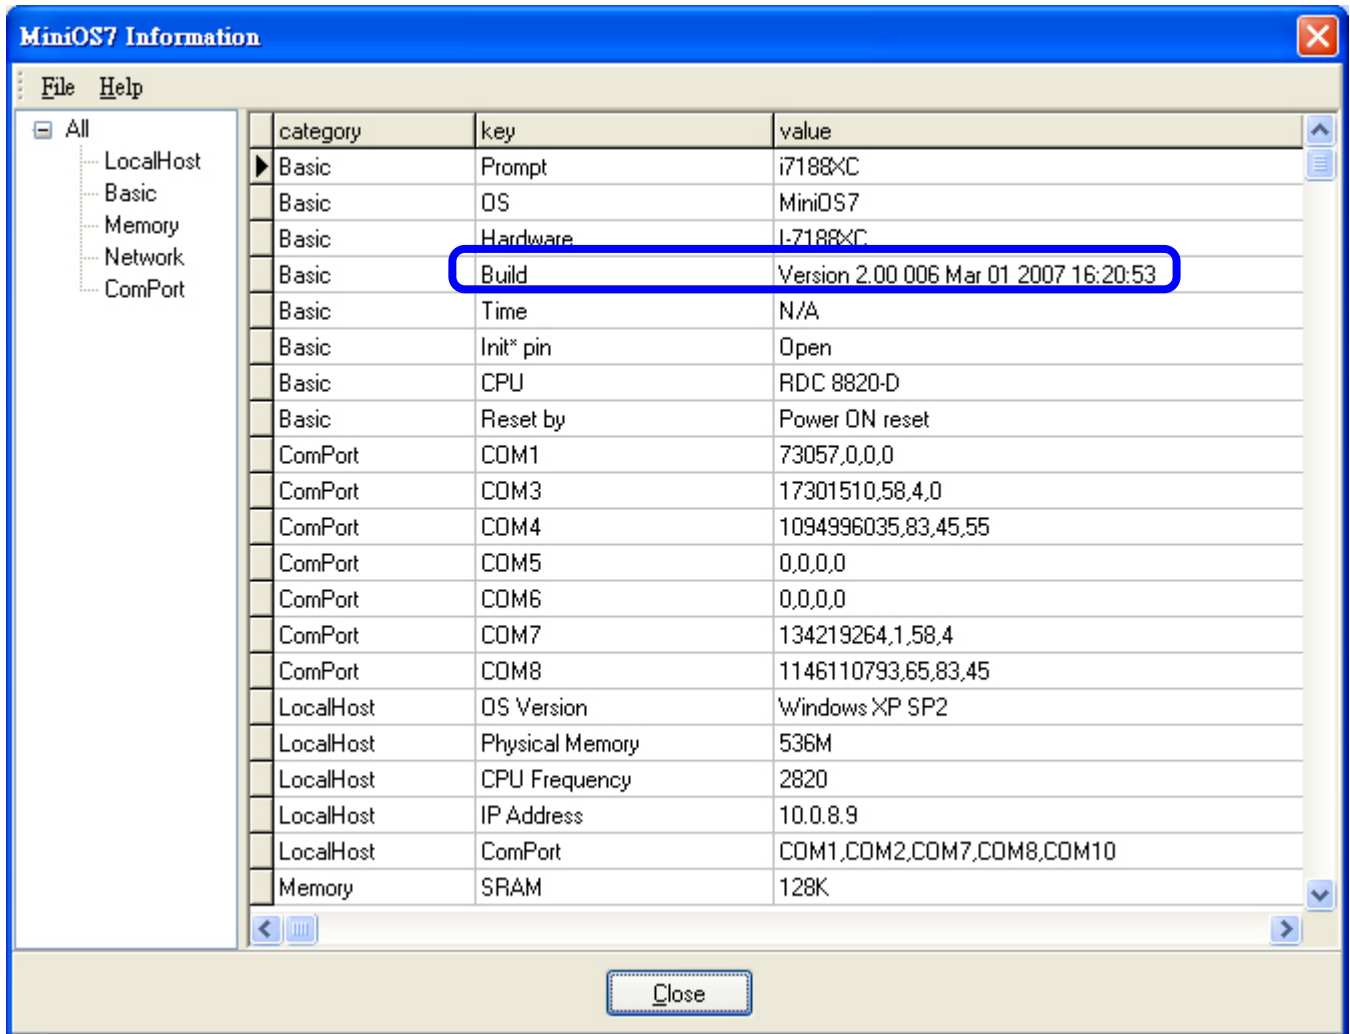 MiniOS7 Information
File Help
All
LocalHost
Basic
Memory
Network
ComPort
category key value
Basic Prompt i7188XC
Basic OS MiniOS7
Basic Hardware I-7188XC
Basic Build Version 2.00 006 Mar 01 2007 16:20:53
Basic Time N/A
Basic Init* pin Open
Basic CPU RDC 8820-D
Basic Reset by Power ON reset
ComPort COM1 73057,0,0,0
ComPort COM3 17301510,58,4,0
ComPort COM4 1094996035,83,45,55
ComPort COM5 0,0,0,0
ComPort COM6 0,0,0,0
ComPort COM7 134219264,1,58,4
ComPort COM8 1146110793,65,83,45
LocalHost OS Version Windows XP SP2
LocalHost Physical Memory 536M
LocalHost CPU Frequency 2820
LocalHost IP Address 10.0.8.9
LocalHost ComPort COM1,COM2,COM7,COM8,COM10
Memory SRAM 128K
Close